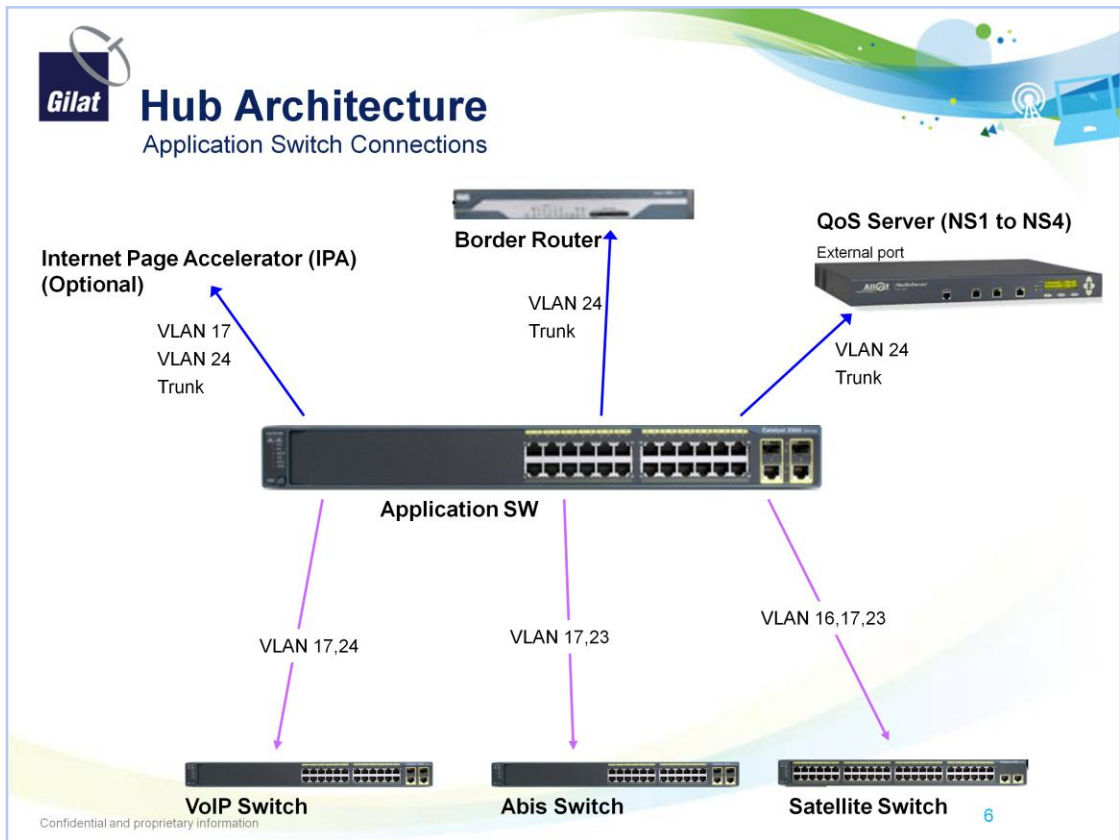 Gilat
Hub Architecture
Application Switch Connections
Border Router
QoS Server (NS1 to NS4)
External port
Internet Page Accelerator (IPA)
(Optional)
Allot
VLAN 17
VLAN 24
Trunk
VLAN 24
Trunk
VLAN 24
Trunk
Application SW
VLAN 17,24
VLAN 17,23
VLAN 16,17,23
VoIP Switch
Abis Switch
Satellite Switch
Confidential and proprietary information
6